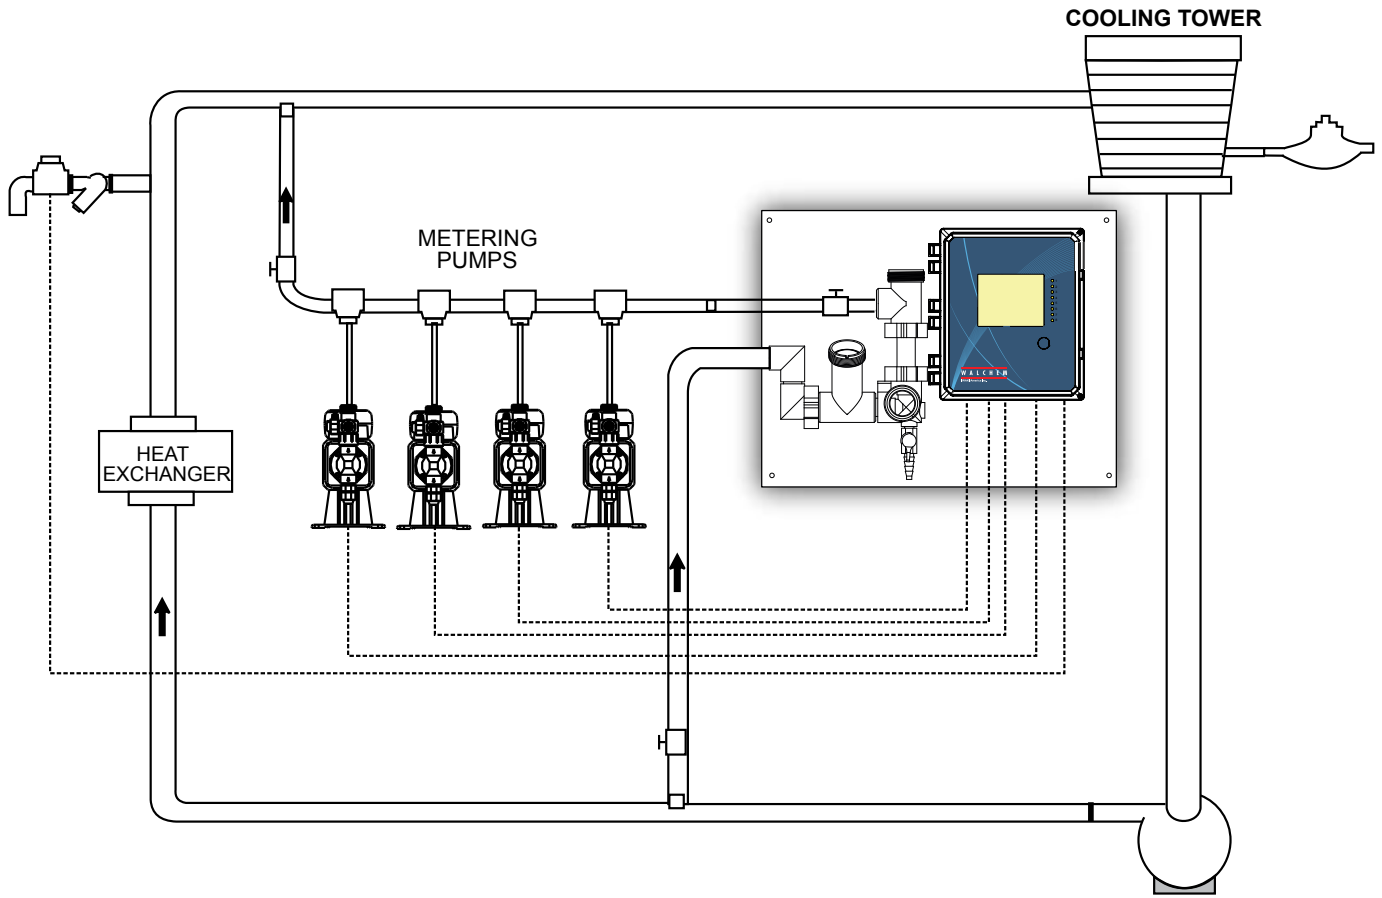 COOLING TOWER
METERING
PUMPS
WALCHEM
HEAT
EXCHANGER